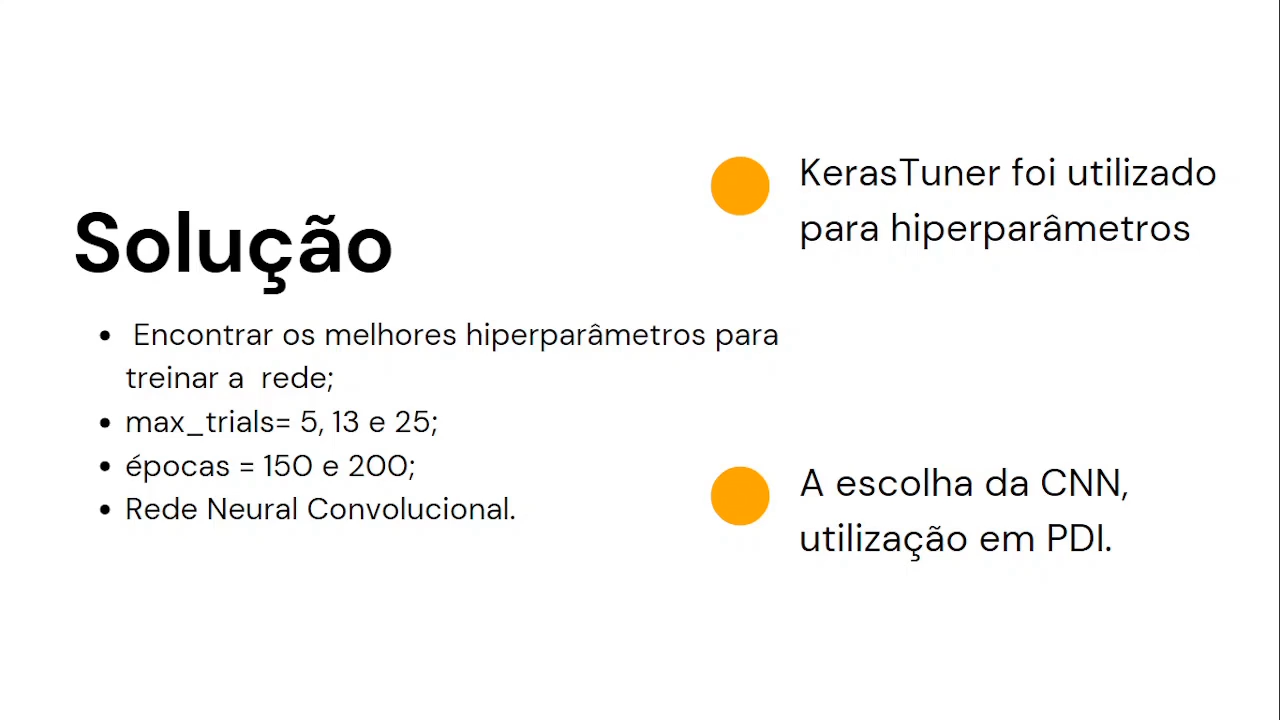 Solução
• Encontrar os melhores hiperparâmetros para
treinar a rede;
• max_trials= 5, 13 e 25;
• épocas = 150 e 200;
• Rede Neural Convolucional.
KerasTuner foi utilizado
para hiperparâmetros
A escolha da CNN,
utilização em PDI.